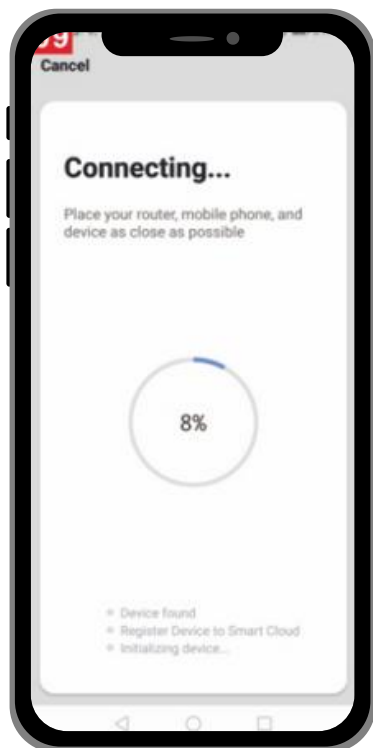 Cancel
Connecting...
Place your router, mobile phone, and
device as close as possible
8%
Device found
Register Device to Smart Cloud
Initializing device...